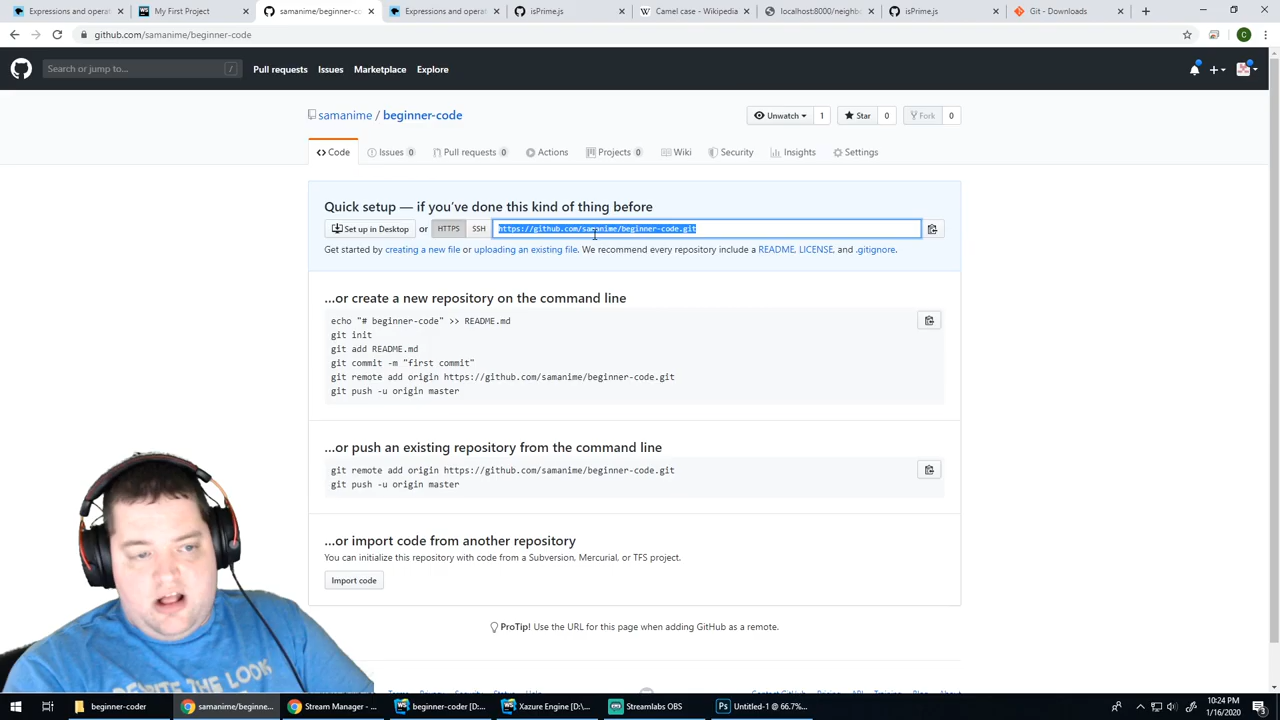 Expressions and operat
My First Project
samanime/beginner-co
Expressions and operat
isPrime.js
Camel case - Wikipedia
localhost:8000/neighb
isPrime.js
Git - Downloads
github.com/samanime/beginner-code
C
Search or jump to...
/
Pull requests
Issues
Marketplace
Explore
samanime / beginner-code
Unwatch
1
Star
0
Fork
0
Code
Issues 0
Pull requests 0
Actions
Projects 0
Wiki
Security
Insights
Settings
Quick setup — if you've done this kind of thing before
Set up in Desktop or HTTPS SSH https://github.com/samanime/beginner-code.git
Get started by creating a new file or uploading an existing file. We recommend every repository include a README, LICENSE, and .gitignore.
...or create a new repository on the command line
echo "# beginner-code" >> README.md
git init
git add README.md
git commit -m "first commit"
git remote add origin https://github.com/samanime/beginner-code.git
git push -u origin master
...or push an existing repository from the command line
git remote add origin https://github.com/samanime/beginner-code.git
git push -u origin master
...or import code from another repository
You can initialize this repository with code from a Subversion, Mercurial, or TFS project.
Import code
ProTip! Use the URL for this page when adding GitHub as a remote.
DESPITE THE LOOK
beginner-coder
samanime/beginne...
Stream Manager - ...
beginner-coder [D:...
Xazure Engine [D:\...
Streamlabs OBS
Untitled-1 @ 66.7%...
10:24 PM
1/16/2020
3